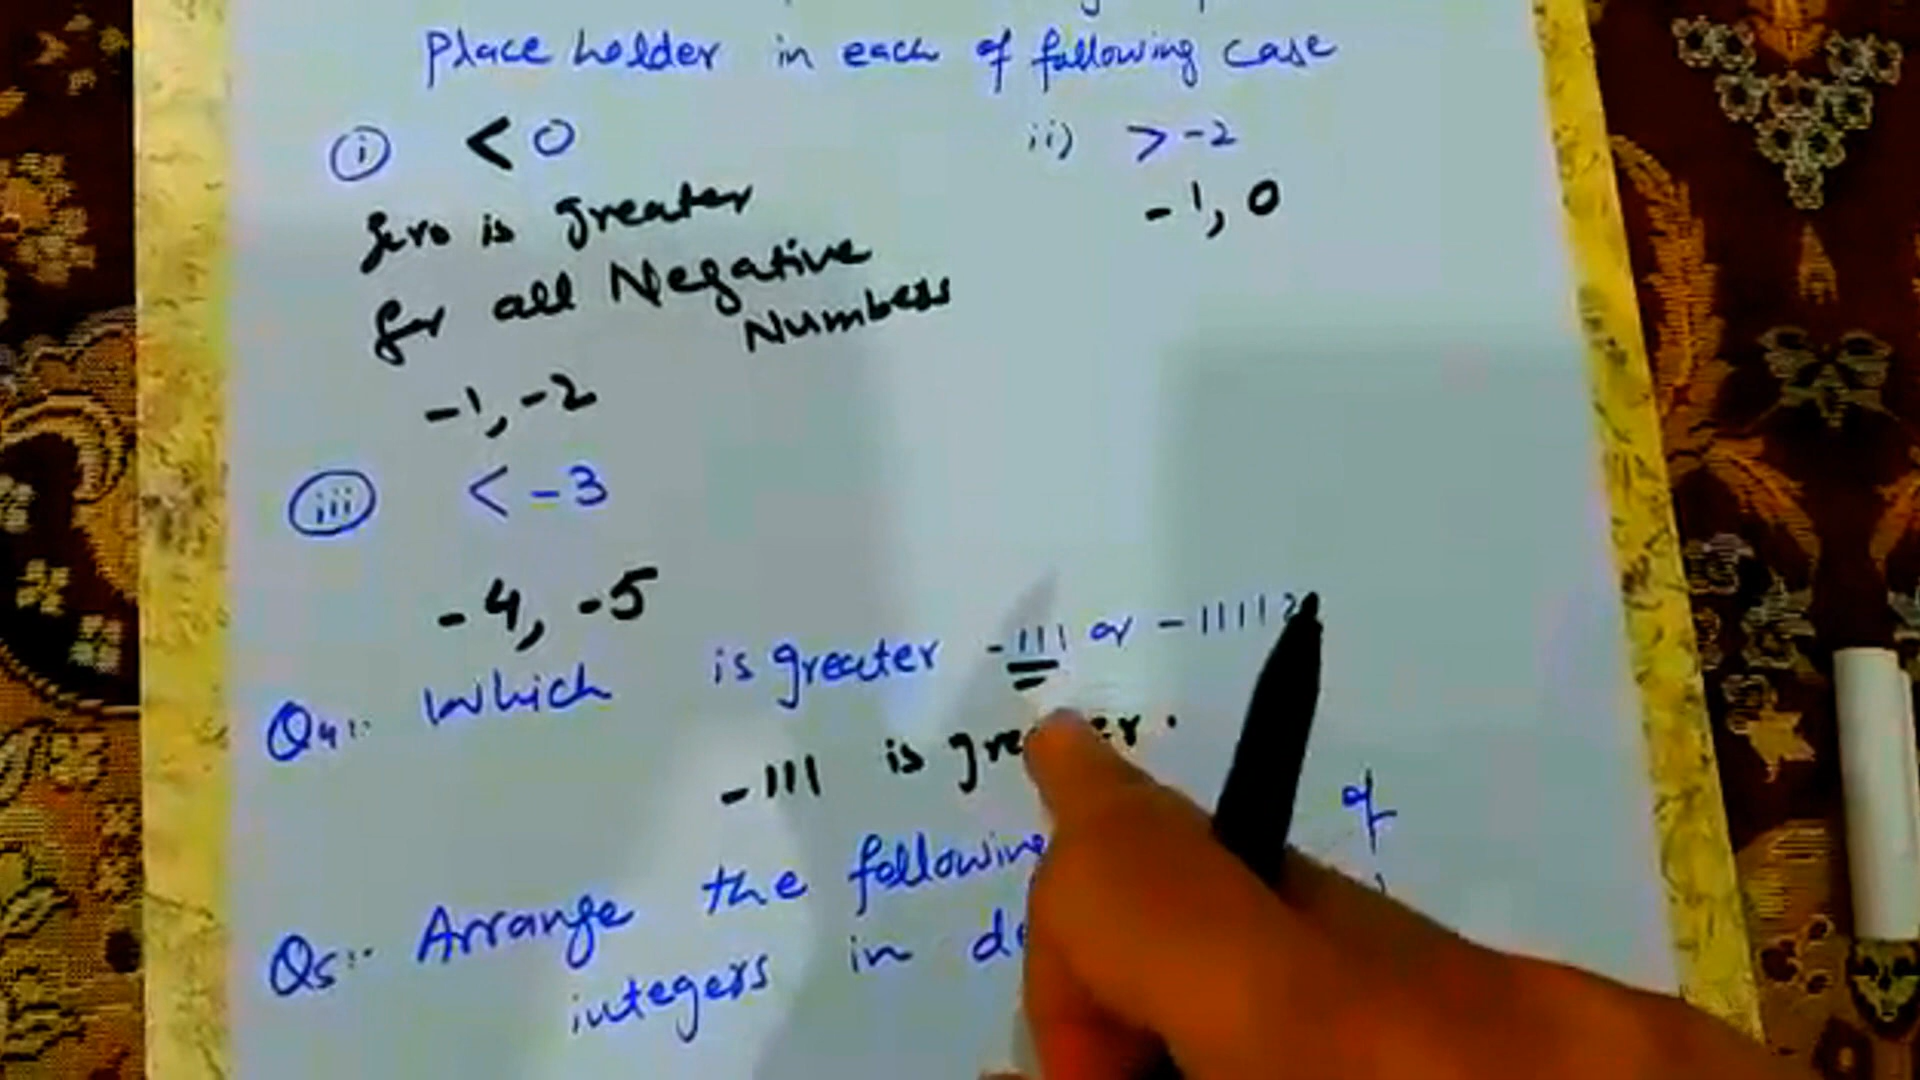 Place holder in each of following case
(i) < 0
ii) > -2
Zero is greater
for all Negative
Numbers
-1, 0
-1, -2
(iii) < -3
-4, -5
Q4:- Which is greater -111 or -1111
-111 is greater.
Q5:- Arrange the following of
integers in